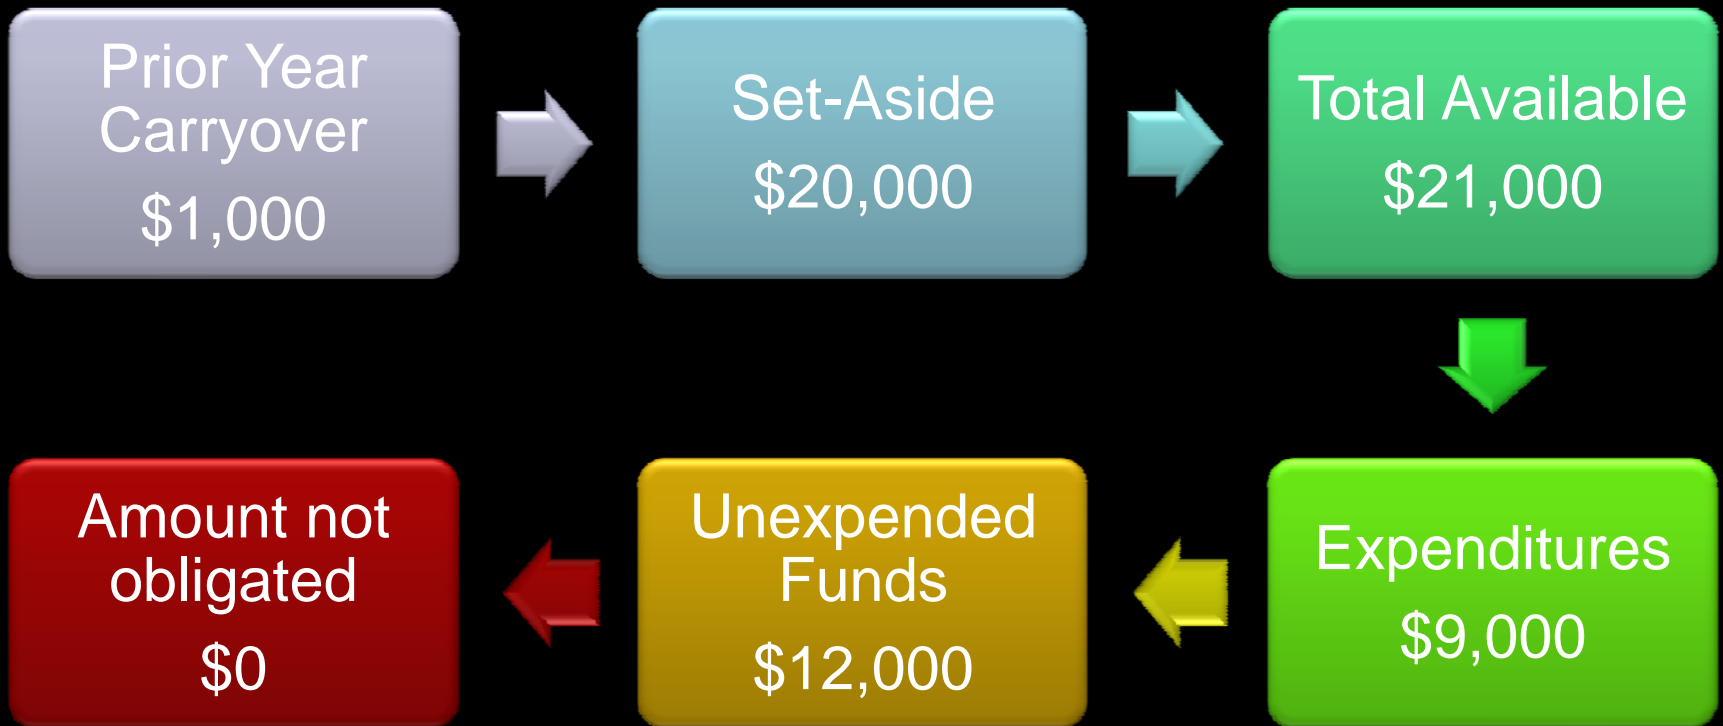 Prior Year
Carryover
$1,000
Set-Aside
$20,000
Total Available
$21,000
Expenditures
$9,000
Unexpended
Funds
$12,000
Amount not
obligated
$0